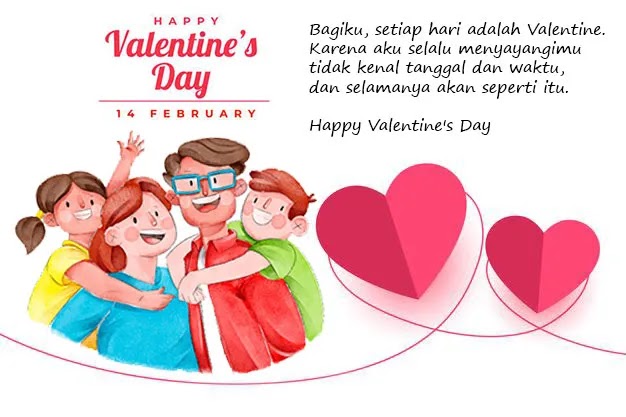 HAPPY
Valentine's
Day
14 FEBRUARY
Bagiku, setiap hari adalah Valentine.
Karena aku selalu menyayangimu
tidak kenal tanggal dan waktu,
dan selamanya akan seperti itu.
Happy Valentine's Day